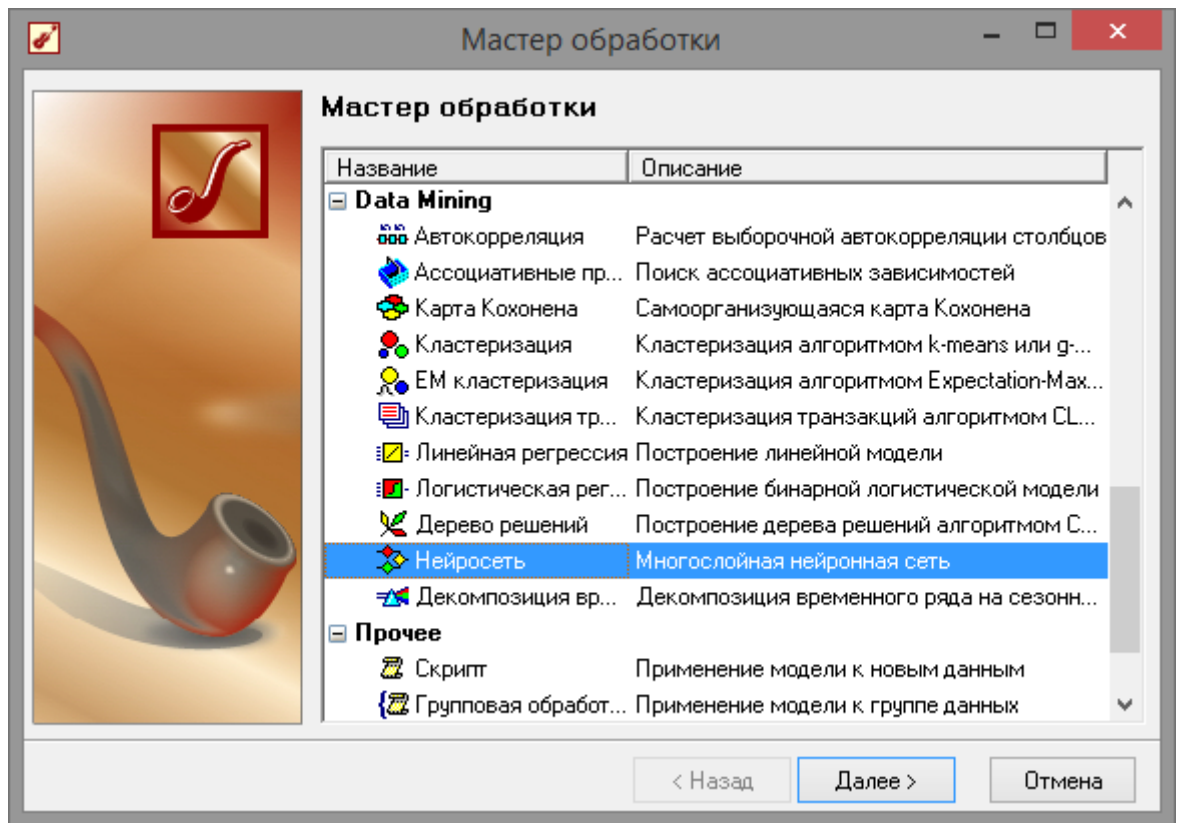 Мастер обработки
Мастер обработки
Название Описание
Data Mining
Автокорреляция Расчет выборочной автокорреляции столбцов
Ассоциативные пр... Поиск ассоциативных зависимостей
Карта Кохонена Самоорганизующаяся карта Кохонена
Кластеризация Кластеризация алгоритмом k-means или g-...
EM кластеризация Кластеризация алгоритмом Expectation-Max...
Кластеризация тр... Кластеризация транзакций алгоритмом CL...
Линейная регрессия Построение линейной модели
Логистическая рег... Построение бинарной логистической модели
Дерево решений Построение дерева решений алгоритмом C...
Нейросеть Многослойная нейронная сеть
Декомпозиция вр... Декомпозиция временного ряда на сезонн...
Прочее
Скрипт Применение модели к новым данным
Групповая обработ... Применение модели к группе данных
< Назад Далее > Отмена